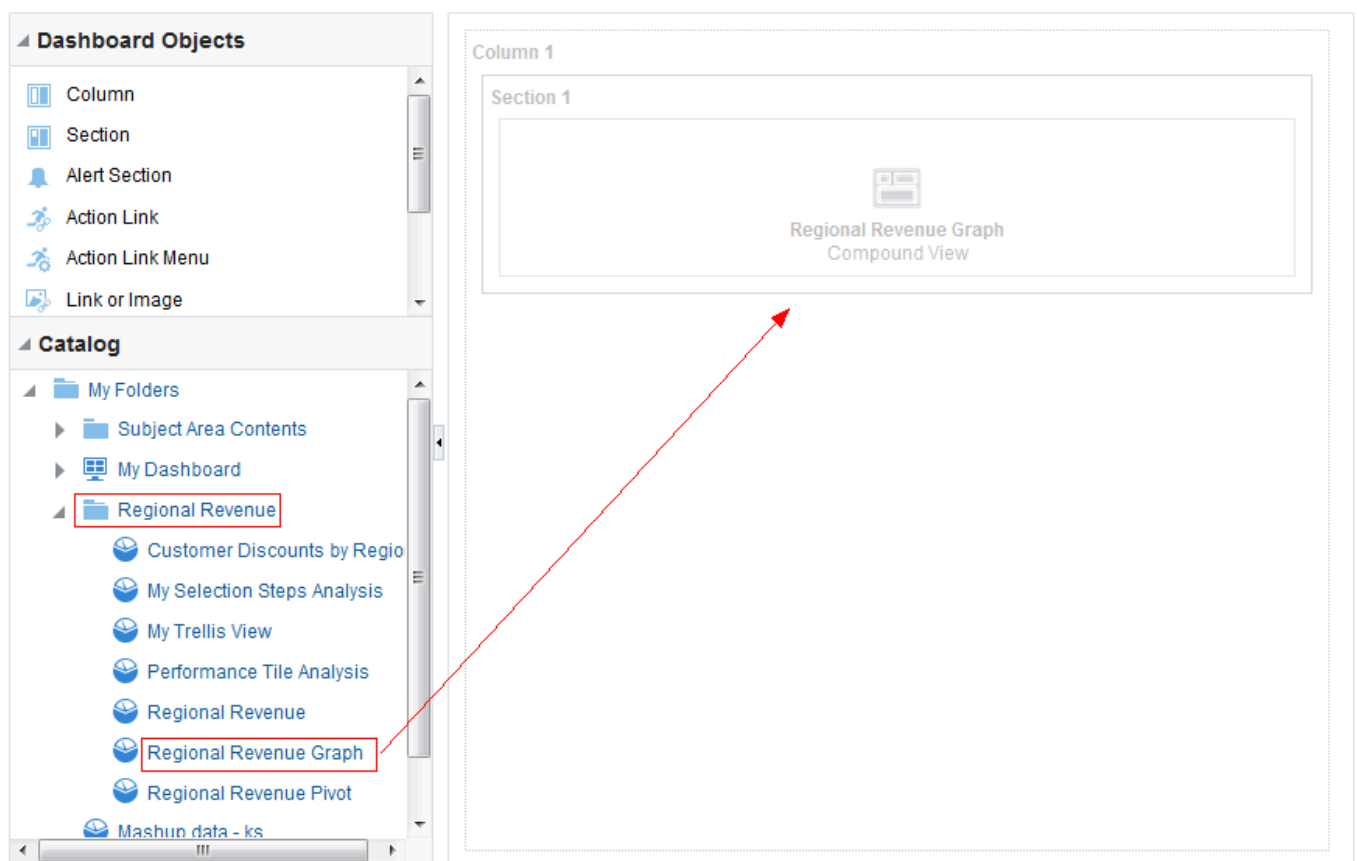 Dashboard Objects
Column
Section
Alert Section
Action Link
Action Link Menu
Link or Image
Catalog
My Folders
Subject Area Contents
My Dashboard
Regional Revenue
Customer Discounts by Regio
My Selection Steps Analysis
My Trellis View
Performance Tile Analysis
Regional Revenue
Regional Revenue Graph
Regional Revenue Pivot
Mashup data - ks
Column 1
Section 1
Regional Revenue Graph
Compound View